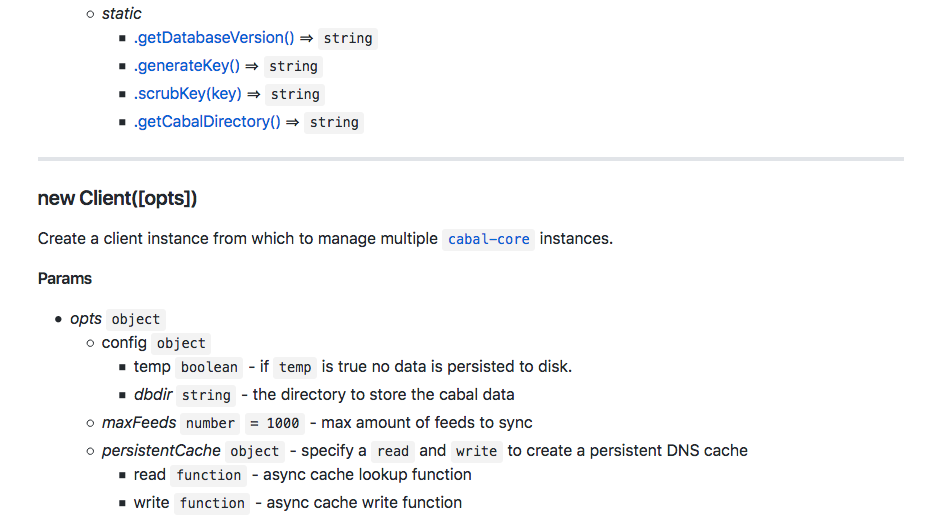 static
.getDatabaseVersion() ⇒ string
.generateKey() ⇒ string
.scrubKey(key) ⇒ string
.getCabalDirectory() ⇒ string
new Client([opts])
Create a client instance from which to manage multiple cabal-core instances.
Params
opts object
config object
temp boolean - if temp is true no data is persisted to disk.
dbdir string - the directory to store the cabal data
maxFeeds number = 1000 - max amount of feeds to sync
persistentCache object - specify a read and write to create a persistent DNS cache
read function - async cache lookup function
write function - async cache write function